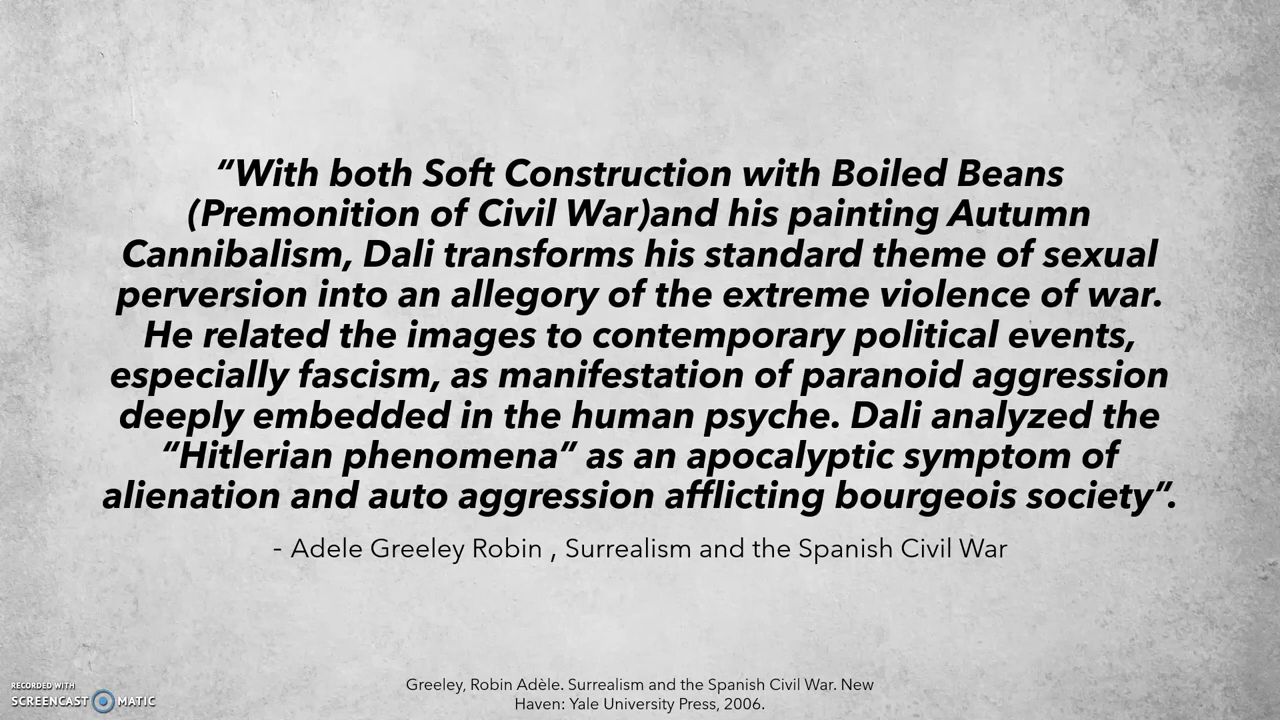 “With both Soft Construction with Boiled Beans
(Premonition of Civil War)and his painting Autumn
Cannibalism, Dali transforms his standard theme of sexual
perversion into an allegory of the extreme violence of war.
He related the images to contemporary political events,
especially fascism, as manifestation of paranoid aggression
deeply embedded in the human psyche. Dali analyzed the
“Hitlerian phenomena” as an apocalyptic symptom of
alienation and auto aggression afflicting bourgeois society”.
- Adele Greeley Robin , Surrealism and the Spanish Civil War
Greeley, Robin Adèle. Surrealism and the Spanish Civil War. New
Haven: Yale University Press, 2006.
RECORDED WITH
SCREENCAST MATIC